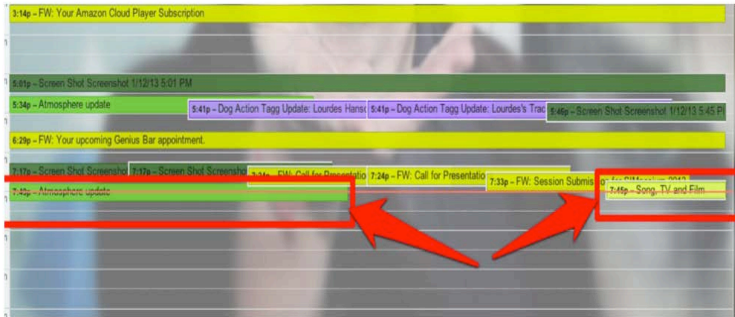 3:14p – FW: Your Amazon Cloud Player Subscription
5:01p – Screen Shot Screenshot 1/12/13 5:01 PM
5:34p – Atmosphere update
5:41p – Dog Action Tagg Update: Lourdes Hans
5:41p – Dog Action Tagg Update: Lourdes's Trac
5:46p – Screen Shot Screenshot 1/12/13 5:45 P
6:29p – FW: Your upcoming Genius Bar appointment.
7:17p – Screen Shot Screensho
7:17p – Screen Shot Screensho
FW: Call for Presentatio
7:24p – FW: Call for Presentatio
7:33p – FW: Session Submiss
7:49p – Atmosphere update
7:45p – Song, TV and Film